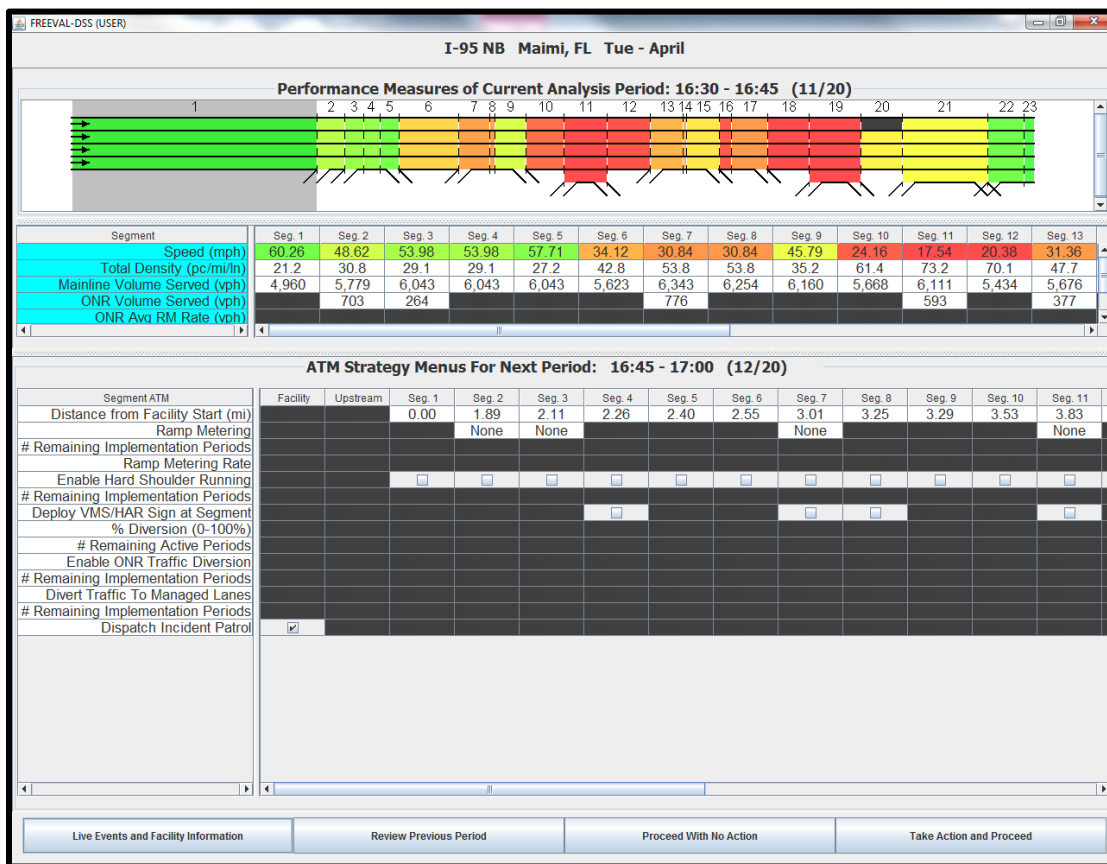 FREEVAL-DSS (USER)
I-95 NB Maimi, FL Tue - April
Performance Measures of Current Analysis Period: 16:30 - 16:45 (11/20)
1 2 3 4 5 6 7 8 9 10 11 12 13 14 15 16 17 18 19 20 21 22 23
Segment Seg. 1 Seg. 2 Seg. 3 Seg. 4 Seg. 5 Seg. 6 Seg. 7 Seg. 8 Seg. 9 Seg. 10 Seg. 11 Seg. 12 Seg. 13
Speed (mph) 60.26 48.62 53.98 53.98 57.71 34.12 30.84 30.84 45.79 24.16 17.54 20.38 31.36
Total Density (pc/mi/ln) 21.2 30.8 29.1 29.1 27.2 42.8 53.8 53.8 35.2 61.4 73.2 70.1 47.7
Mainline Volume Served (vph) 4,960 5,779 6,043 6,043 6,043 5,623 6,343 6,254 6,160 5,668 6,111 5,434 5,676
ONR Volume Served (vph) 703 264 776 593 377
ONR Avg RM Rate (vph)
ATM Strategy Menus For Next Period: 16:45 - 17:00 (12/20)
Segment ATM Facility Upstream Seg. 1 Seg. 2 Seg. 3 Seg. 4 Seg. 5 Seg. 6 Seg. 7 Seg. 8 Seg. 9 Seg. 10 Seg. 11
Distance from Facility Start (mi) 0.00 1.89 2.11 2.26 2.40 2.55 3.01 3.25 3.29 3.53 3.83
Ramp Metering None None None None
# Remaining Implementation Periods
Ramp Metering Rate
Enable Hard Shoulder Running
# Remaining Implementation Periods
Deploy VMS/HAR Sign at Segment
% Diversion (0-100%)
# Remaining Active Periods
Enable ONR Traffic Diversion
# Remaining Implementation Periods
Divert Traffic To Managed Lanes
# Remaining Implementation Periods
Dispatch Incident Patrol
Live Events and Facility Information Review Previous Period Proceed With No Action Take Action and Proceed